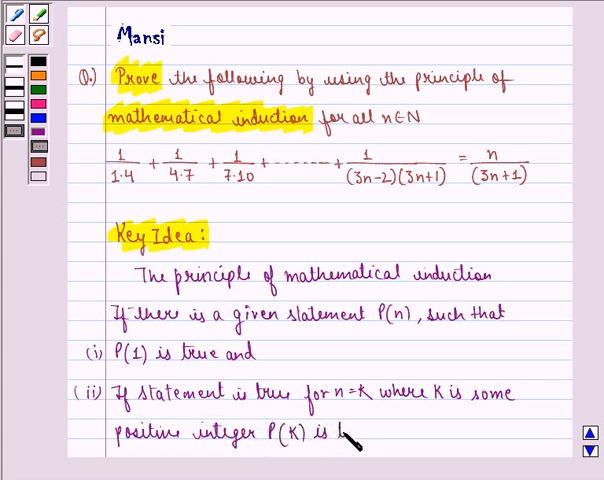 Mansi
Q.) Prove the following by using the principle of
mathematical induction for all n∈N
1/1·4 + 1/4·7 + 1/7·10 + ........ + 1/(3n-2)(3n+1) = n/(3n+1)
Key Idea:
The principle of mathematical induction
If there is a given statement P(n), such that
(i) P(1) is true and
(ii) If statement is true for n=k where k is some
positive integer P(k) is